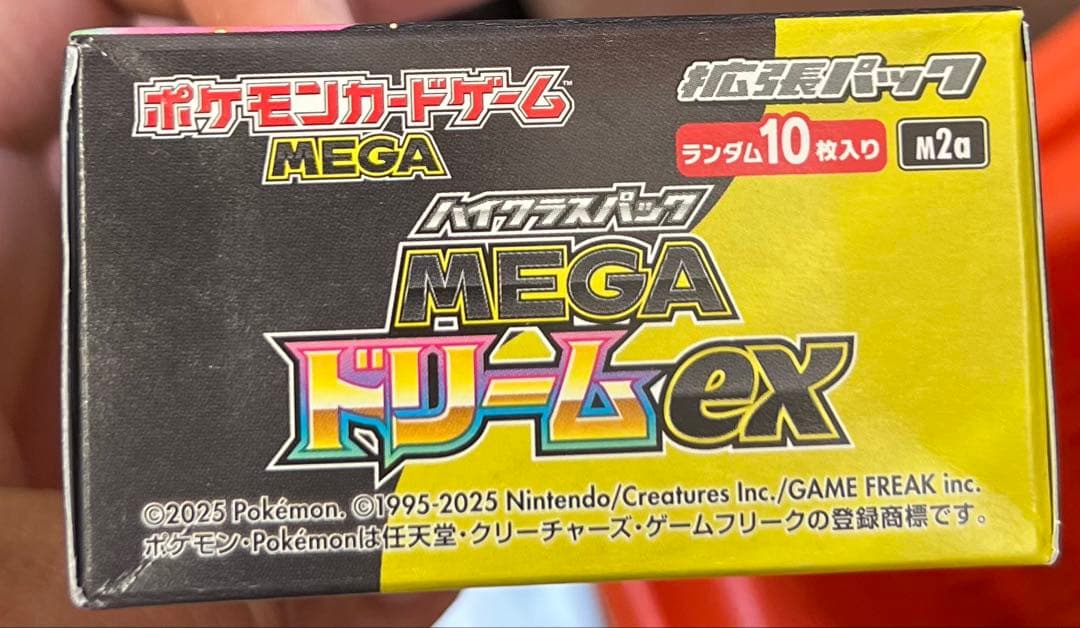 ポケモンカードゲーム™
MEGA
拡張パック
ランダム10枚入り
M2a
ハイクラスパック
MEGA
ドリームex
©2025 Pokémon. ©1995-2025 Nintendo/Creatures Inc./GAME FREAK inc.
ポケモン・Pokémonは任天堂・クリーチャーズ・ゲームフリークの登録商標です。